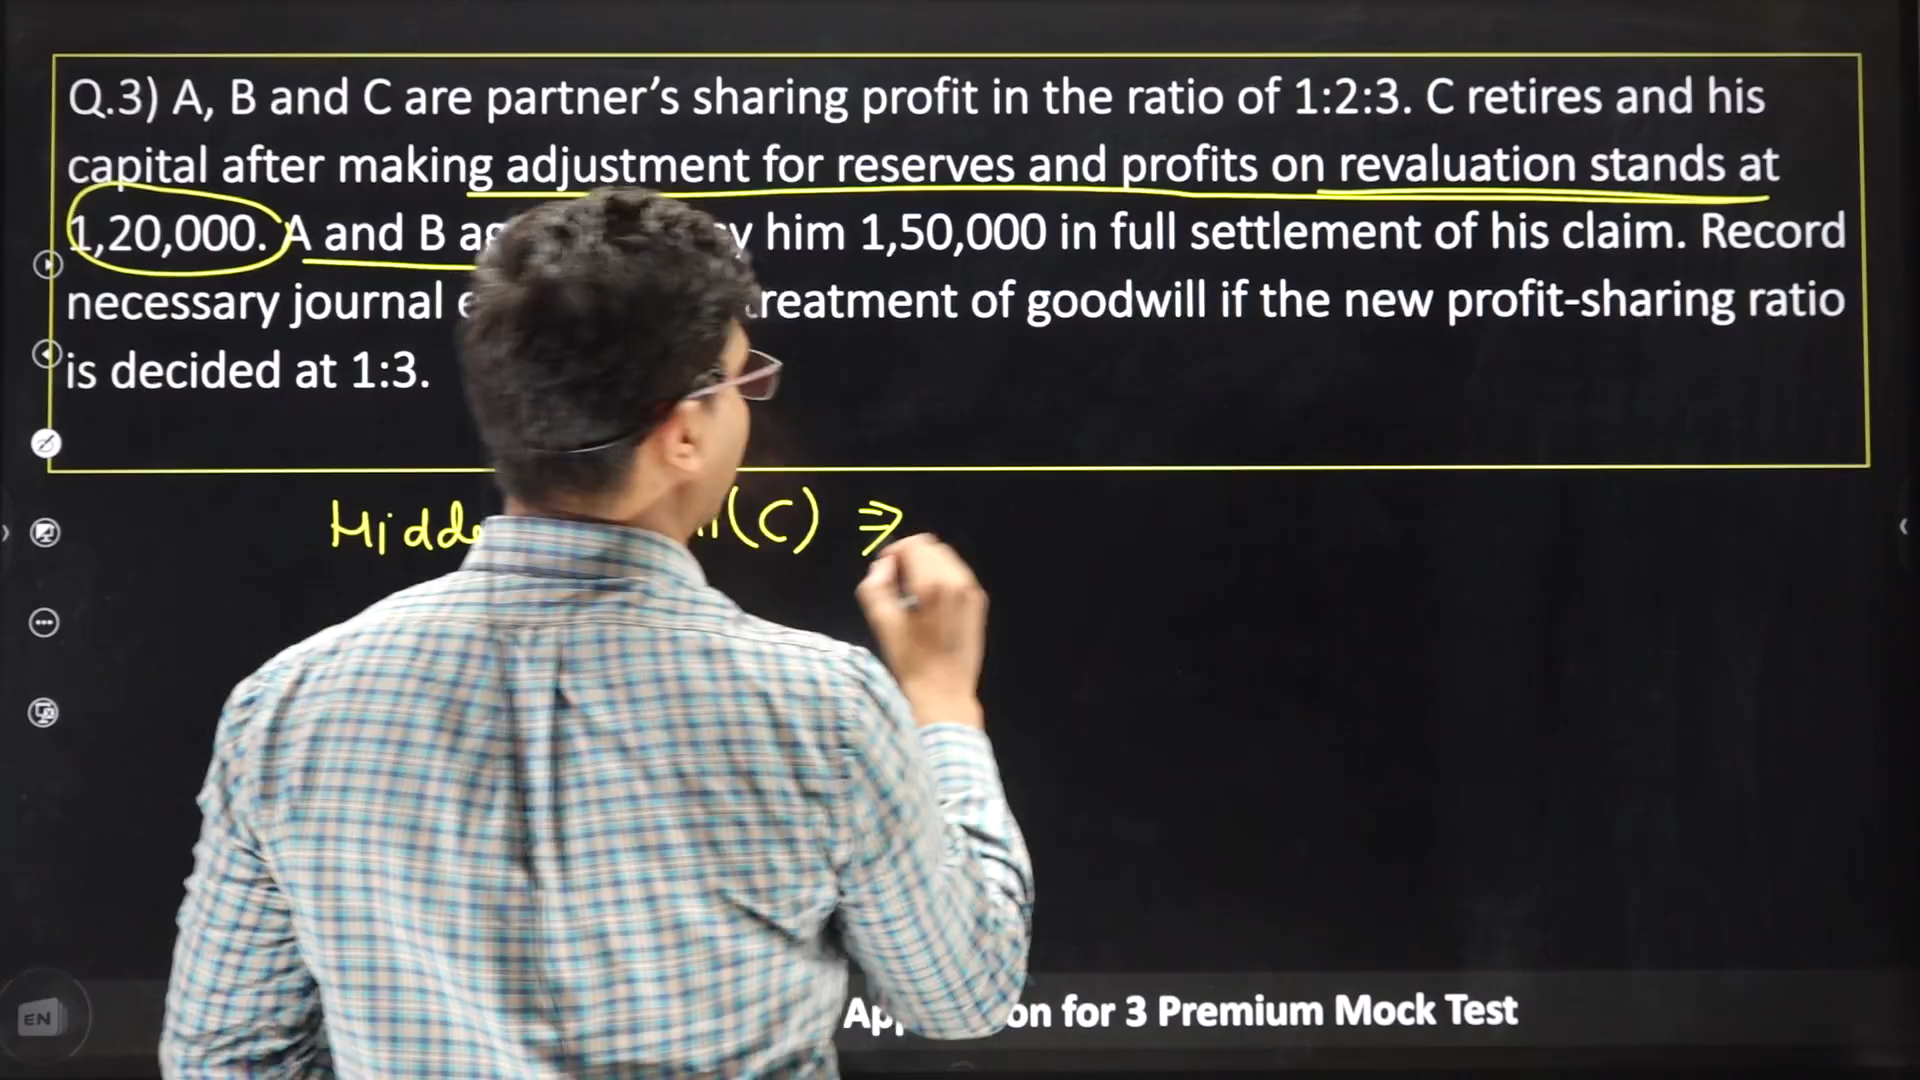 Q.3) A, B and C are partner’s sharing profit in the ratio of 1:2:3. C retires and his
capital after making adjustment for reserves and profits on revaluation stands at
1,20,000. A and B him 1,50,000 in full settlement of his claim. Record
necessary journal treatment of goodwill if the new profit-sharing ratio
is decided at 1:3.
(C) ⇒
for 3 Premium Mock Test
EN